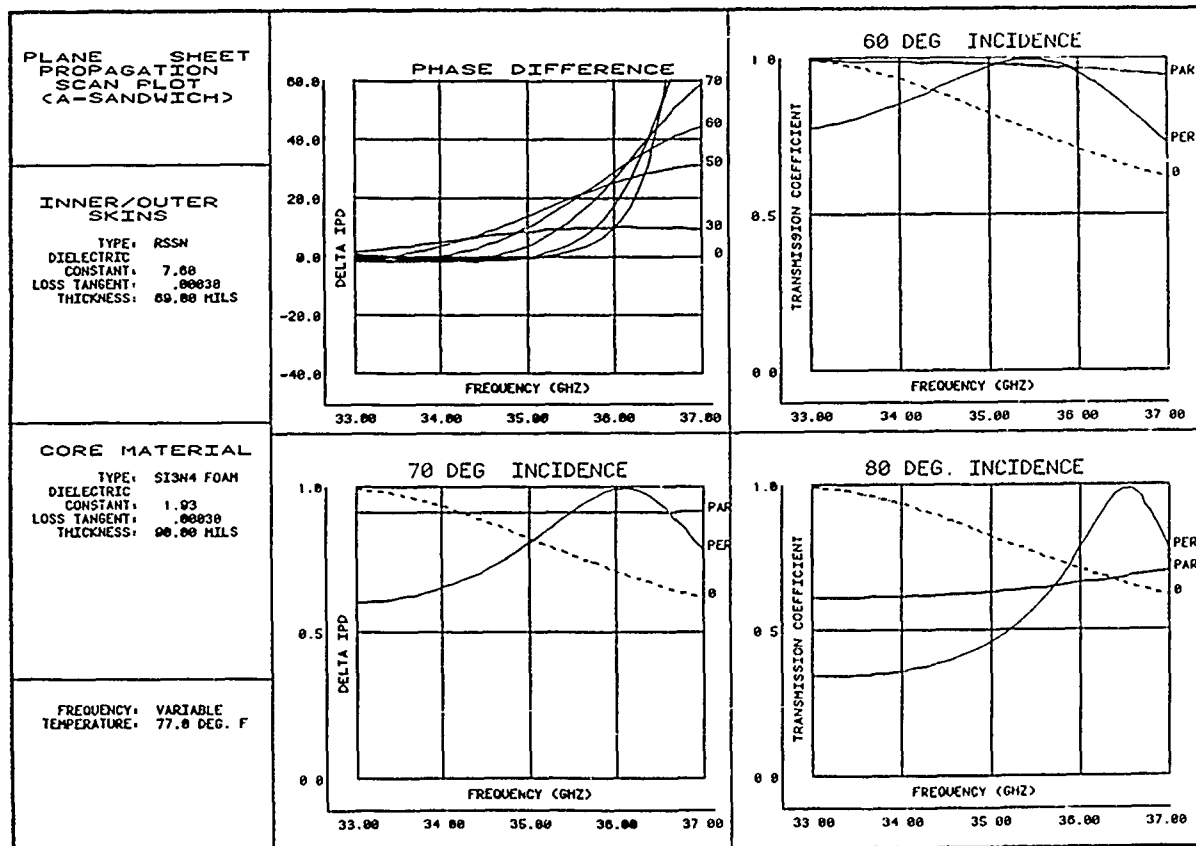 PLANE SHEET
PROPAGATION
SCAN PLOT
(A-SANDWICH)
INNER/OUTER
SKINS
TYPE: RSSN
DIELECTRIC
CONSTANT: 7.60
LOSS TANGENT: .00030
THICKNESS: 69.00 MILS
CORE MATERIAL
TYPE: SI3N4 FOAM
DIELECTRIC
CONSTANT: 1.93
LOSS TANGENT: .00030
THICKNESS: 90.00 MILS
FREQUENCY: VARIABLE
TEMPERATURE: 77.0 DEG. F
PHASE DIFFERENCE
60.0
40.0
20.0
0.0
-20.0
-40.0
DELTA IPD
70
60
50
30
0
FREQUENCY (GHZ)
33.00 34.00 35.00 36.00 37.00
60 DEG INCIDENCE
1 0
0.5
0 0
TRANSMISSION COEFFICIENT
PAR
PER
0
FREQUENCY (GHZ)
33.00 34 00 35.00 36 00 37 00
70 DEG INCIDENCE
1.0
0.5
0 0
DELTA IPD
PAR
PER
0
FREQUENCY (GHZ)
33.00 34 00 35.00 36.00 37 00
80 DEG. INCIDENCE
1.0
0 5
0 0
TRANSMISSION COEFFICIENT
PER
PAR
0
FREQUENCY (GHZ)
33 00 34 00 35 00 36.00 37.00